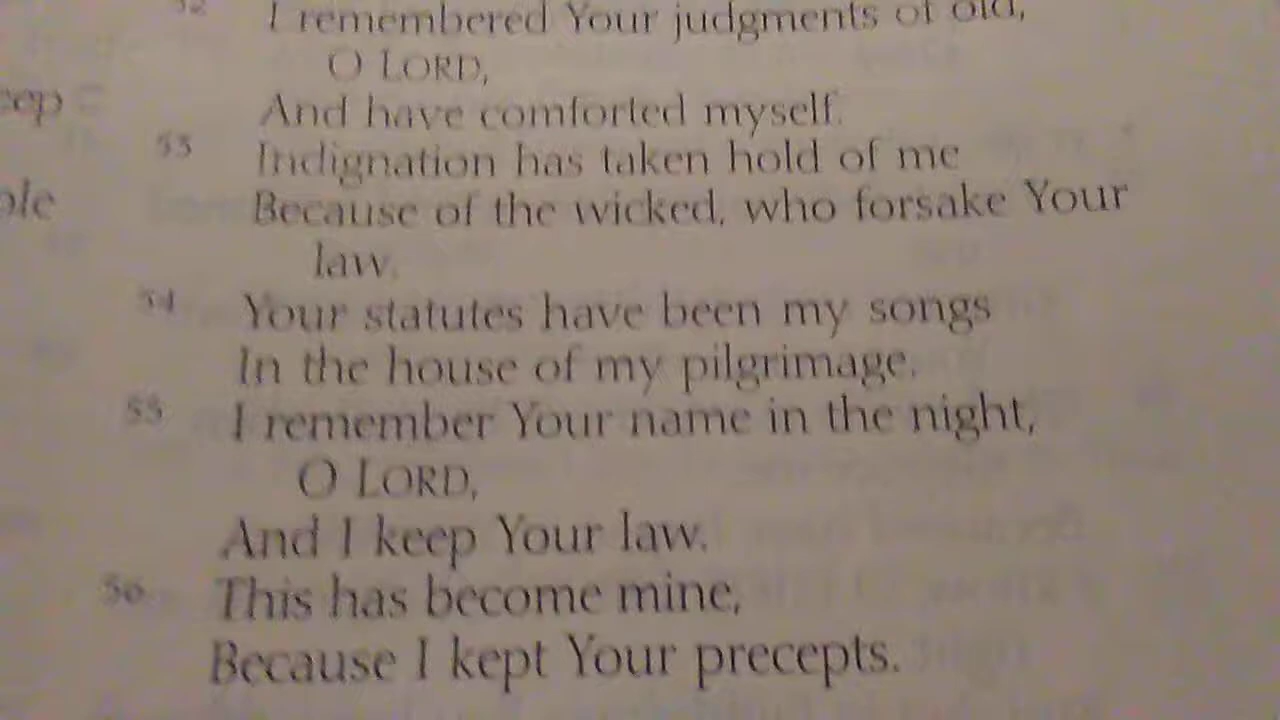 52 I remembered Your judgments of old,
O LORD,
And have comforted myself.
53 Indignation has taken hold of me
Because of the wicked, who forsake Your
law.
54 Your statutes have been my songs
In the house of my pilgrimage.
55 I remember Your name in the night,
O LORD,
And I keep Your law.
56 This has become mine,
Because I kept Your precepts.